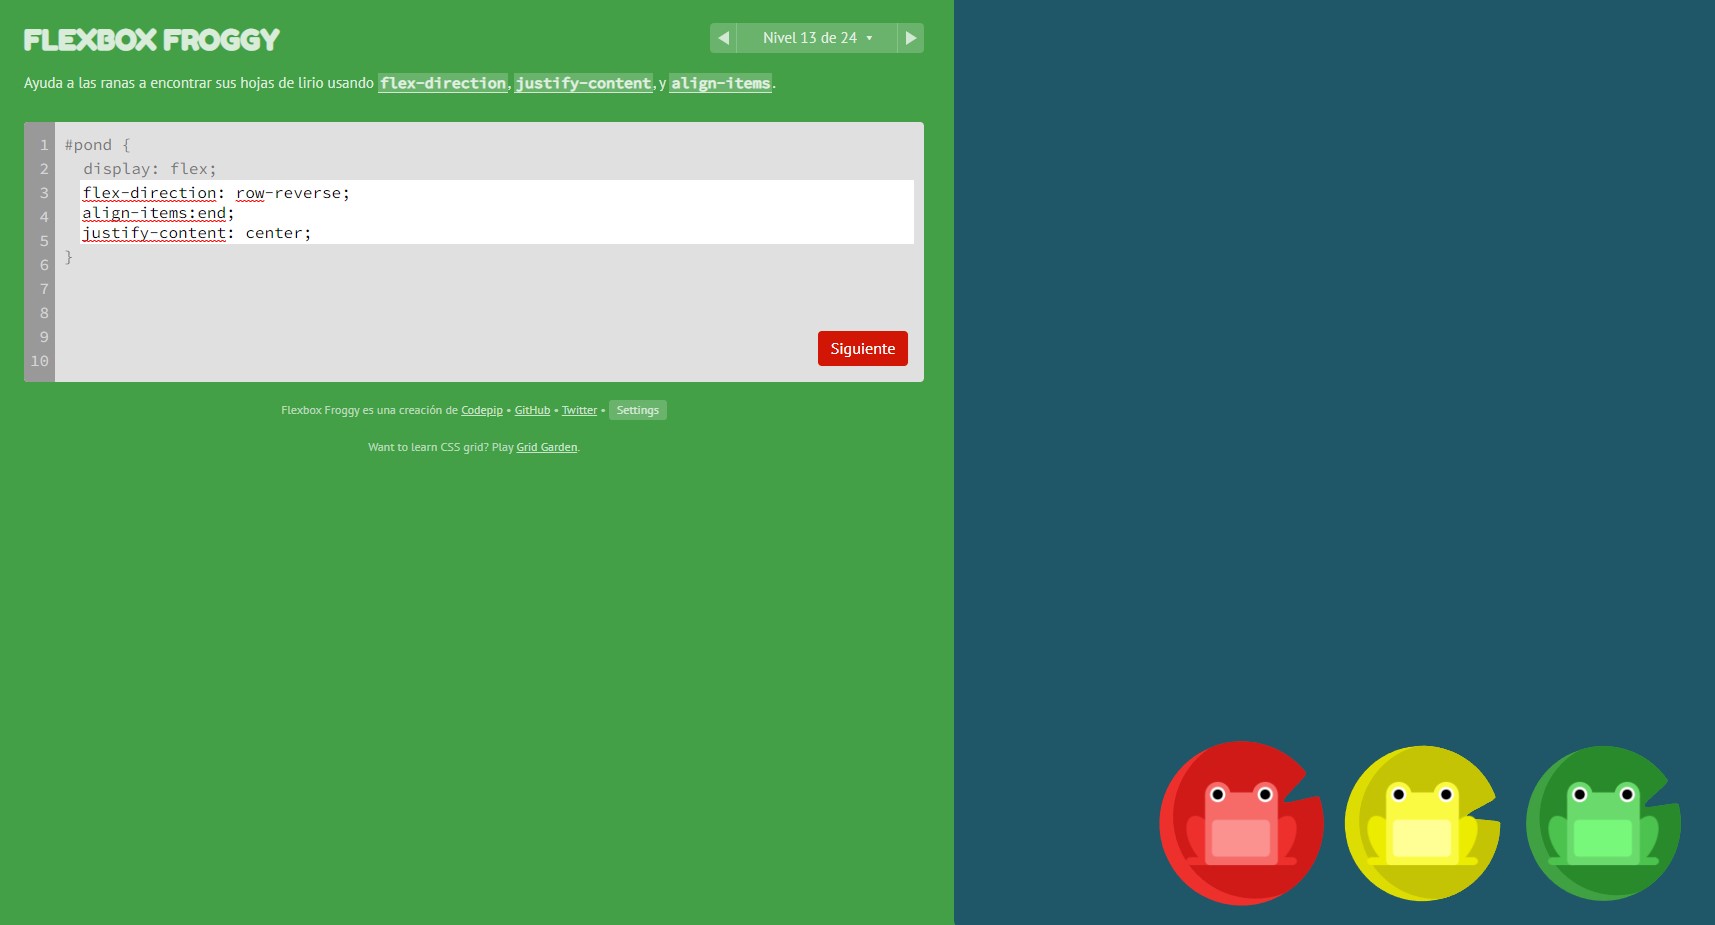 FLEXBOX FROGGY
◀ Nivel 13 de 24 ▾ ▶
Ayuda a las ranas a encontrar sus hojas de lirio usando flex-direction, justify-content, y align-items.
1 #pond {
2 display: flex;
3 flex-direction: row-reverse;
4 align-items:end;
5 justify-content: center;
6 }
7
8
9
10
Siguiente
Flexbox Froggy es una creación de Codepip • GitHub • Twitter • Settings
Want to learn CSS grid? Play Grid Garden.